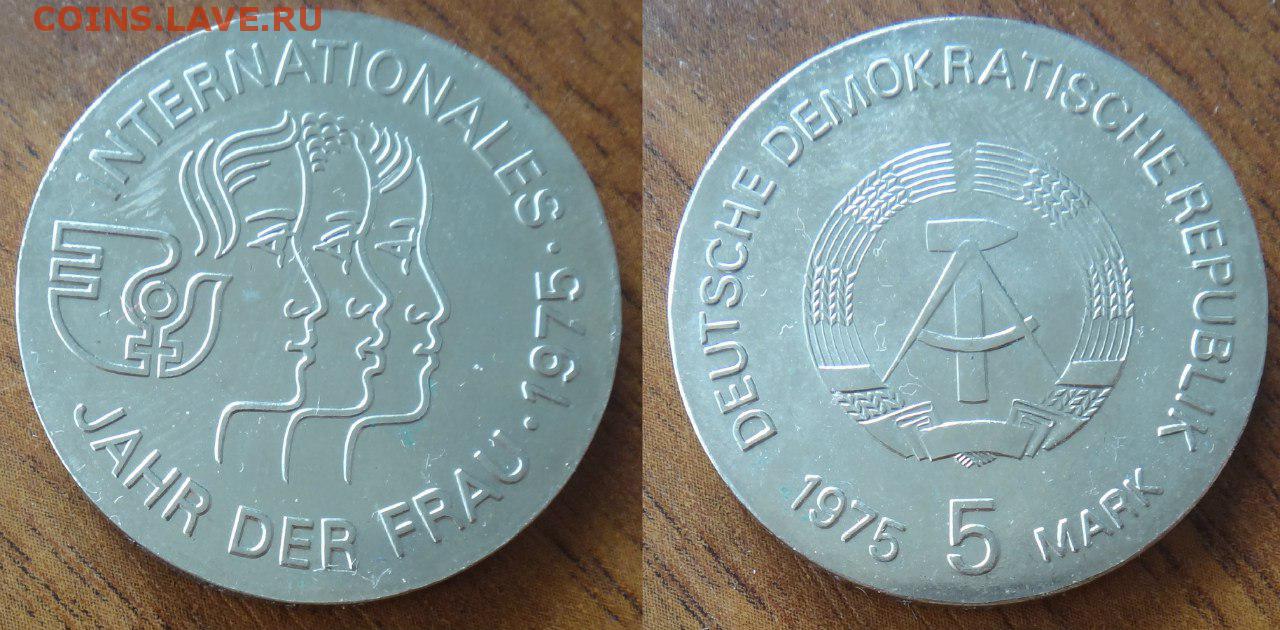 COINS.LAVE.RU
INTERNATIONALES · 1975 ·
JAHR DER FRAU
DEUTSCHE DEMOKRATISCHE REPUBLIK
1975 5 MARK